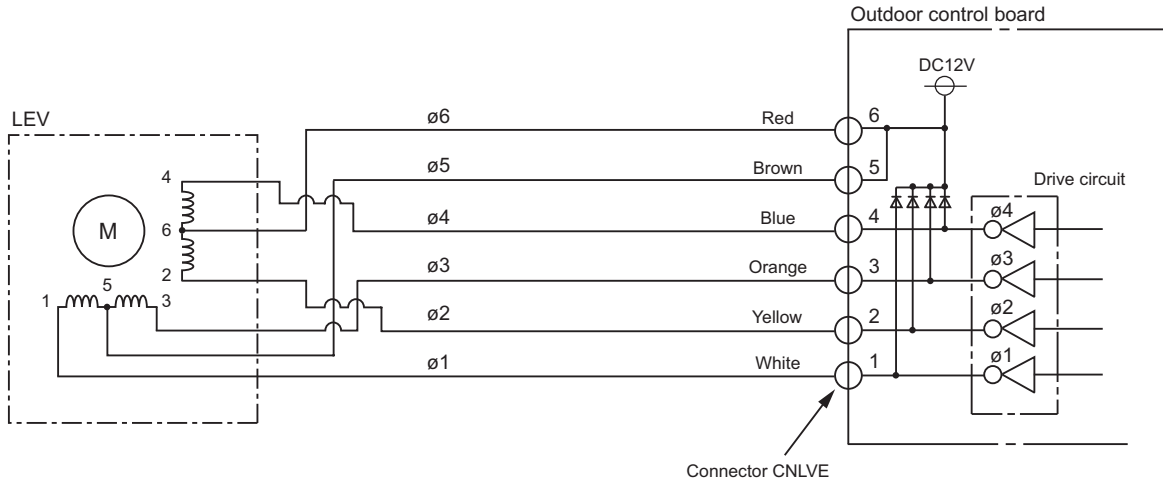 Outdoor control board
DC12V
LEV
ø6 Red 6
ø5 Brown 5
Drive circuit
4
ø4 Blue 4 ø4
M 6
2
ø3 Orange 3 ø3
1 5 3
ø2 Yellow 2 ø2
ø1 White 1 ø1
Connector CNLVE